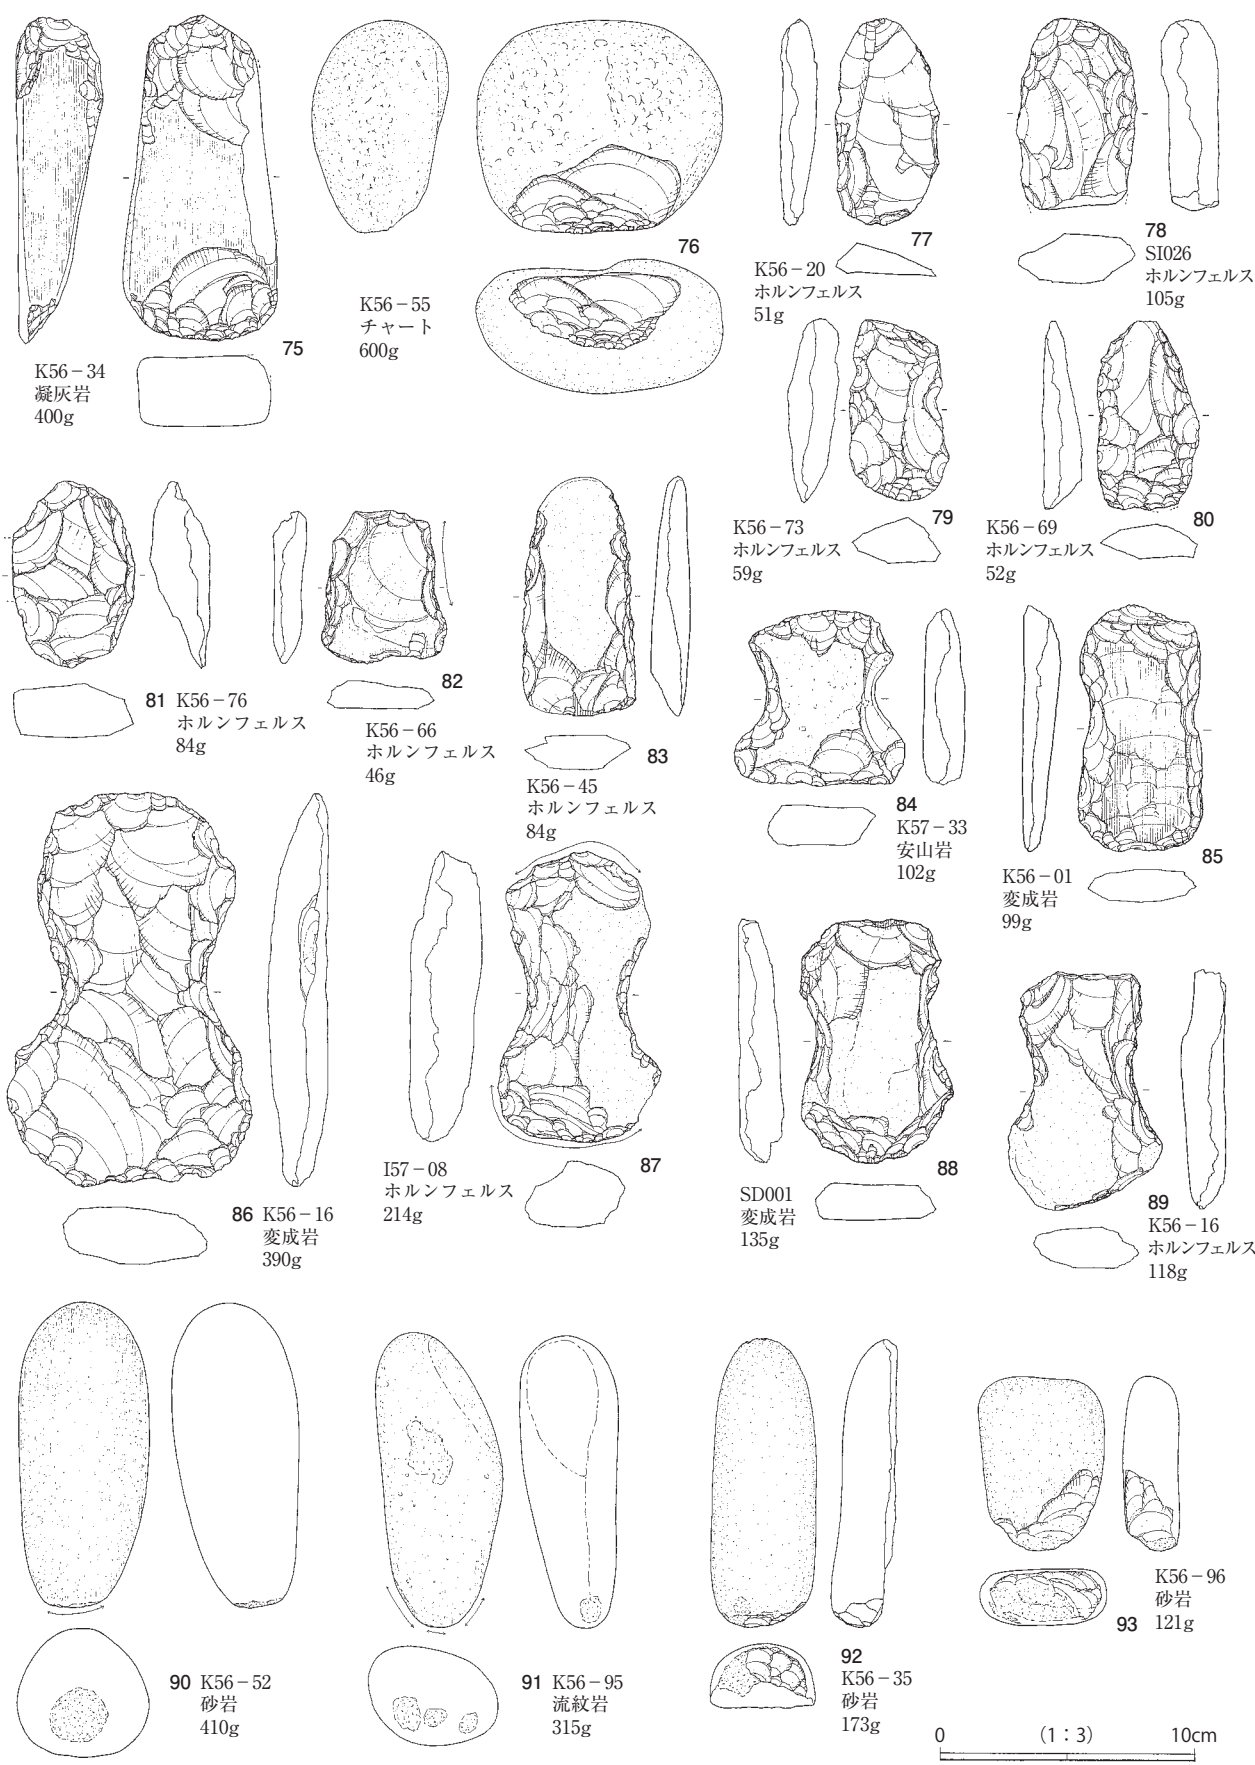 75
K56－34
凝灰岩
400g
76
K56－55
チャート
600g
77
K56－20
ホルンフェルス
51g
78
SI026
ホルンフェルス
105g
79
K56－73
ホルンフェルス
59g
80
K56－69
ホルンフェルス
52g
81 K56－76
ホルンフェルス
84g
82
K56－66
ホルンフェルス
46g
83
K56－45
ホルンフェルス
84g
84
K57－33
安山岩
102g
85
K56－01
変成岩
99g
86 K56－16
変成岩
390g
87
I57－08
ホルンフェルス
214g
88
SD001
変成岩
135g
89
K56－16
ホルンフェルス
118g
90 K56－52
砂岩
410g
91 K56－95
流紋岩
315g
92
K56－35
砂岩
173g
93
K56－96
砂岩
121g
0 (1：3) 10cm